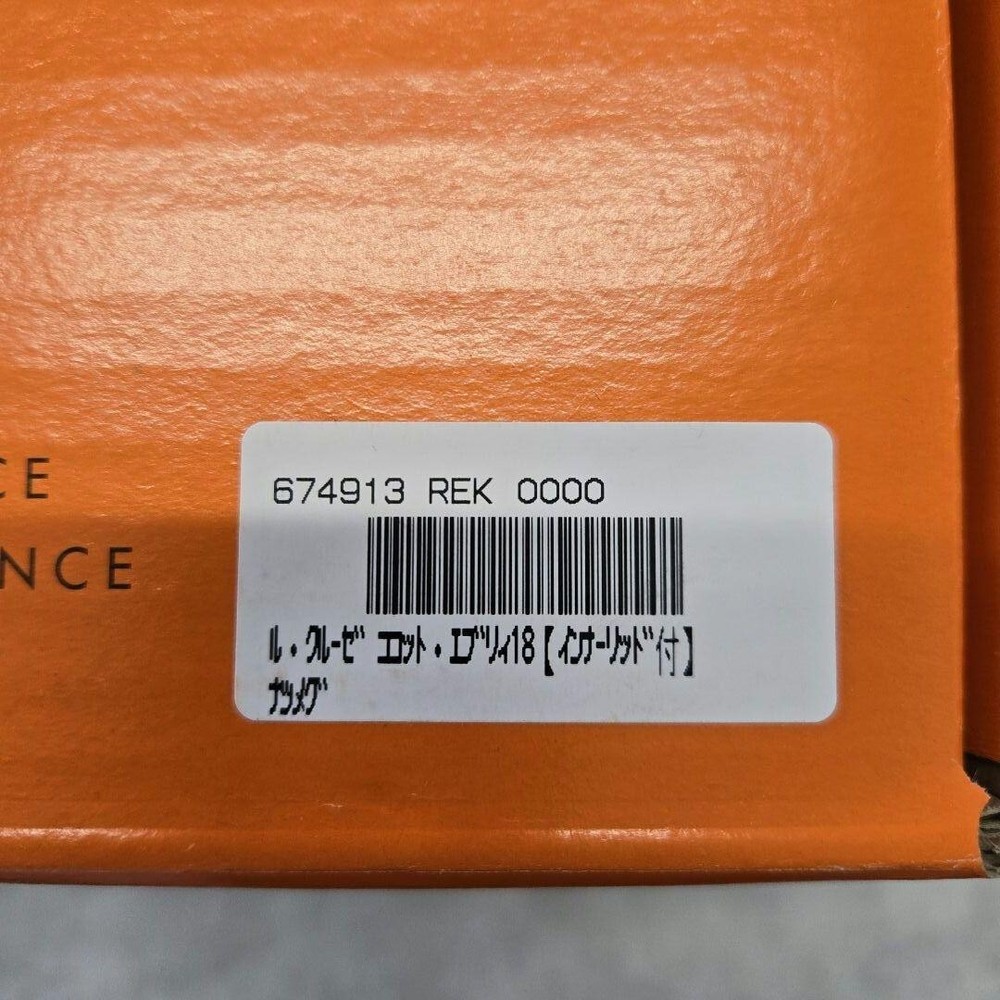 CE
NCE
674913 REK 0000
ﾙ・ｸﾙｰｾﾞ ｺｺｯﾄ・ｴﾌﾞﾘｨ18【ｲﾝﾅｰﾘｯﾄﾞ付】
ﾅﾂﾒｸﾞ